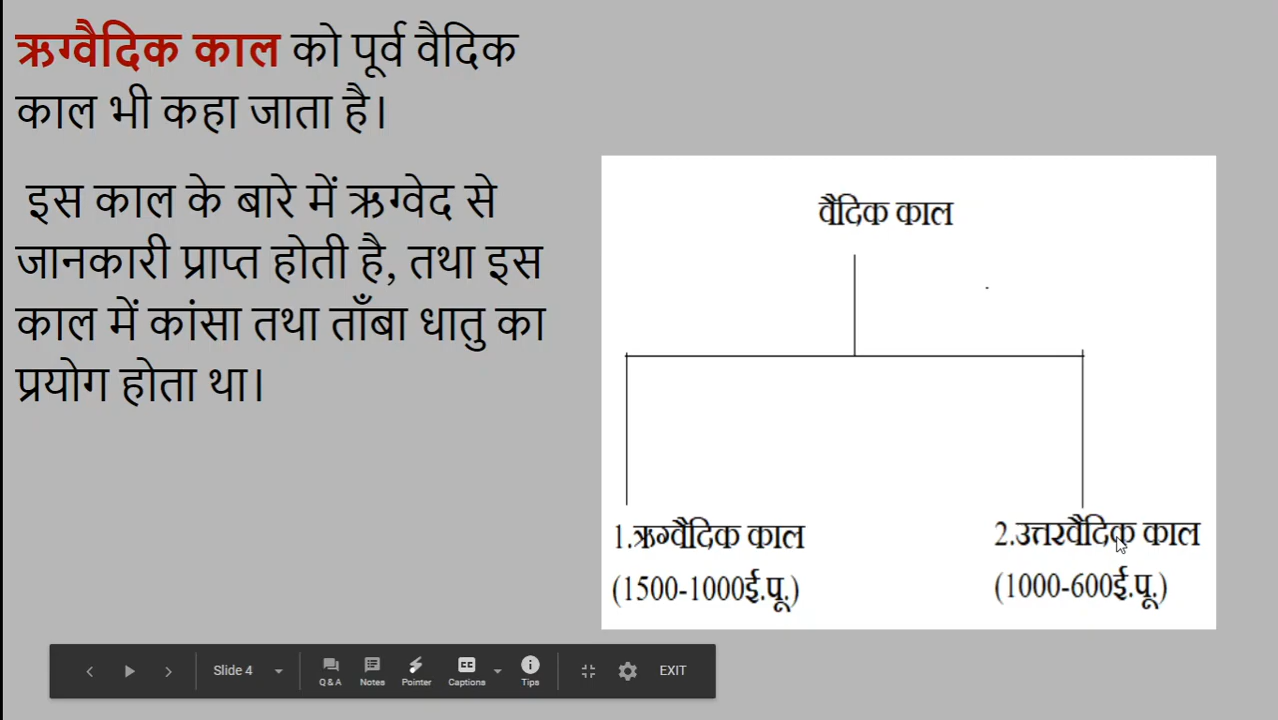 ऋग्वैदिक काल को पूर्व वैदिक
काल भी कहा जाता है।
इस काल के बारे में ऋग्वेद से
जानकारी प्राप्त होती है, तथा इस
काल में कांसा तथा ताँबा धातु का
प्रयोग होता था।
वैदिक काल
1.ऋग्वैदिक काल
(1500-1000ई.पू.)
2.उत्तरवैदिक काल
(1000-600ई.पू.)
Slide 4
Q & A
Notes
Pointer
CC
Captions
Tips
EXIT